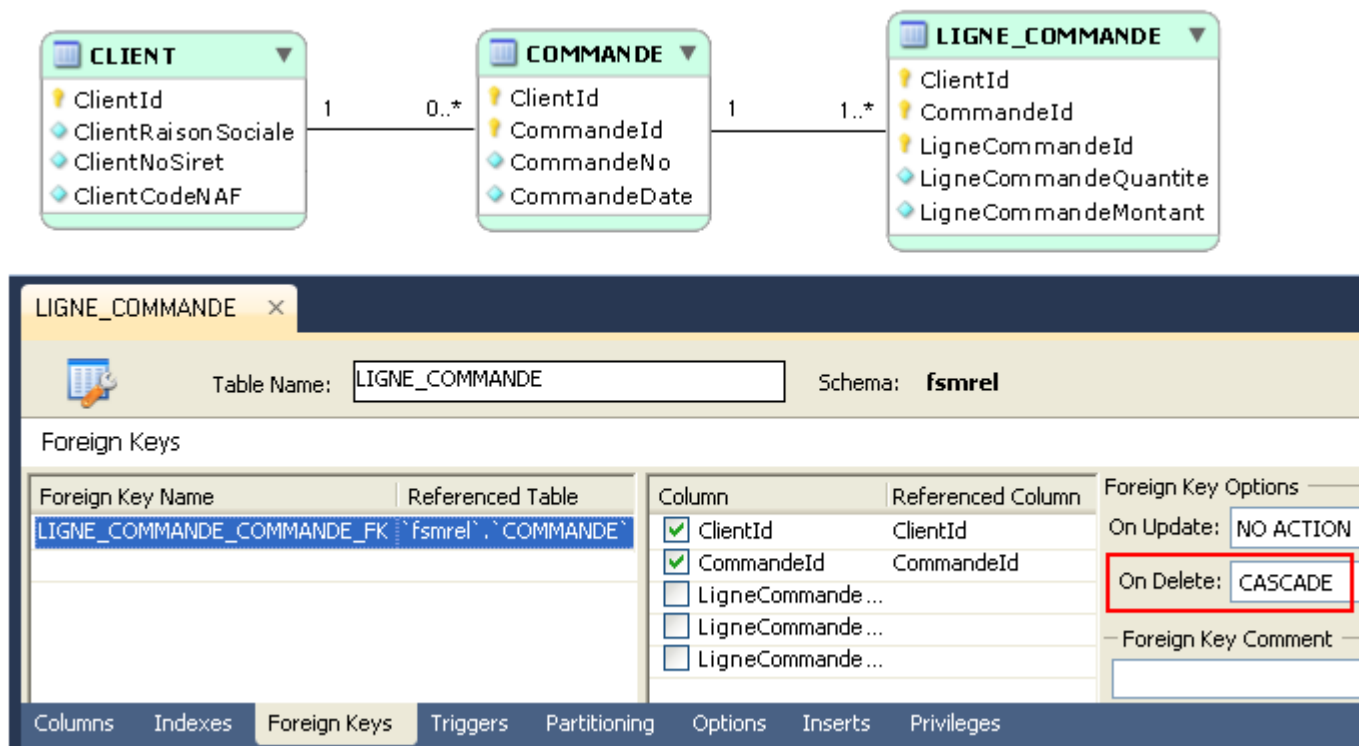 CLIENT
ClientId
ClientRaisonSociale
ClientNoSiret
ClientCodeNAF
1
0..*
COMMANDE
ClientId
CommandeId
CommandeNo
CommandeDate
1
1..*
LIGNE_COMMANDE
ClientId
CommandeId
LigneCommandeId
LigneCommandeQuantite
LigneCommandeMontant
LIGNE_COMMANDE
Table Name: LIGNE_COMMANDE Schema: fsmrel
Foreign Keys
Foreign Key Name Referenced Table
LIGNE_COMMANDE_COMMANDE_FK `fsmrel`.`COMMANDE`
Column Referenced Column
ClientId ClientId
CommandeId CommandeId
LigneCommande...
LigneCommande...
LigneCommande...
Foreign Key Options
On Update: NO ACTION
On Delete: CASCADE
Foreign Key Comment
Columns Indexes Foreign Keys Triggers Partitioning Options Inserts Privileges